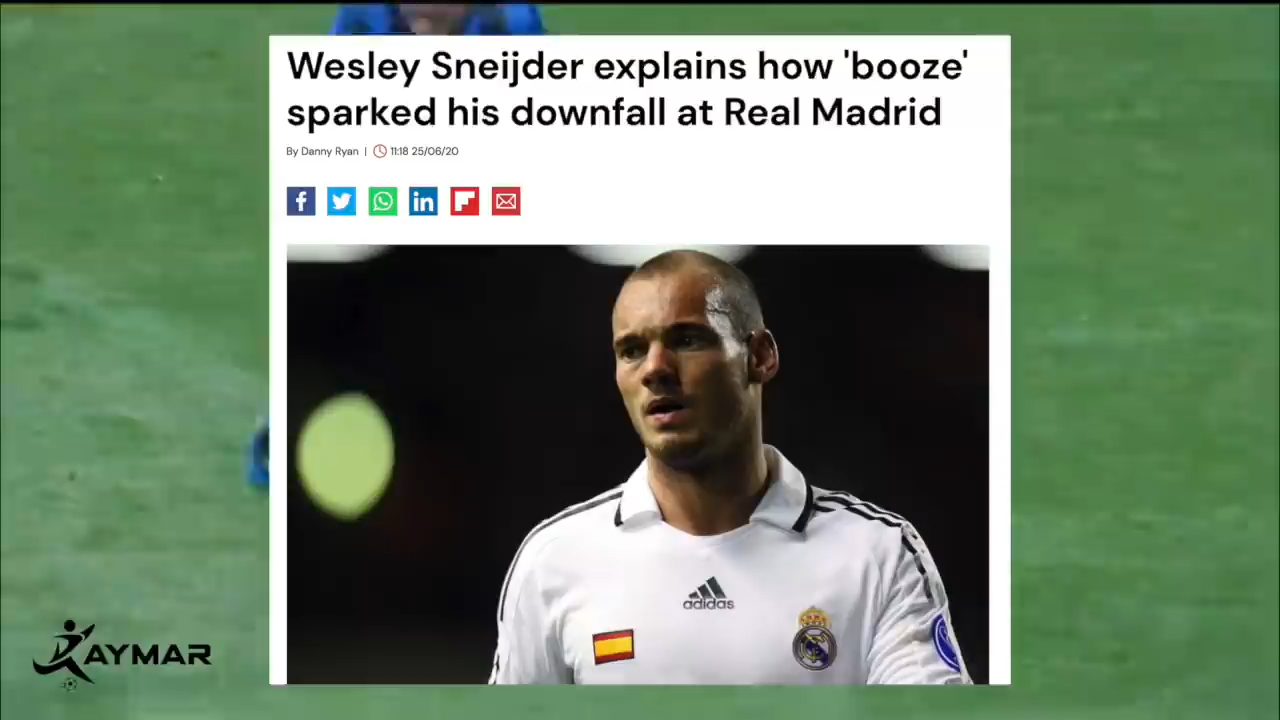 Wesley Sneijder explains how 'booze'
sparked his downfall at Real Madrid
By Danny Ryan | 11:18 25/06/20
adidas
KAYMAR